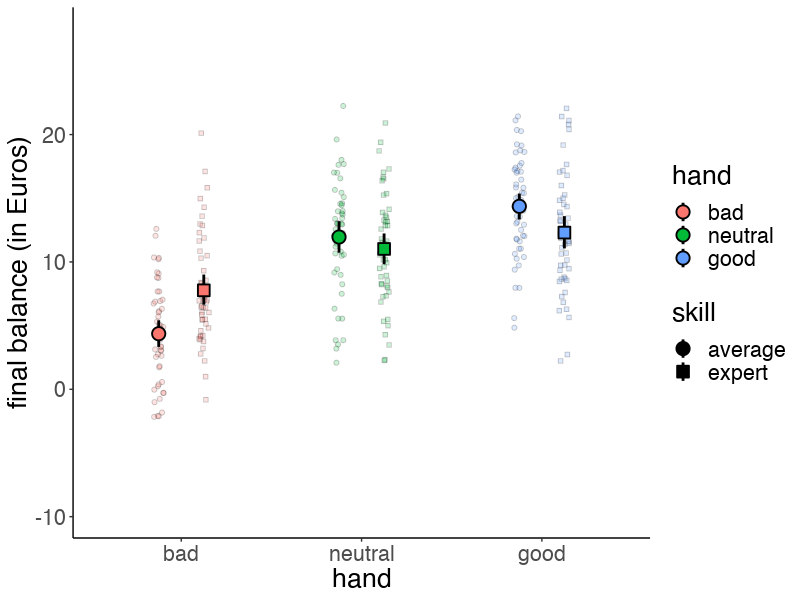 final balance (in Euros)
20
10
0
-10
bad
neutral
good
hand
hand
bad
neutral
good
skill
average
expert